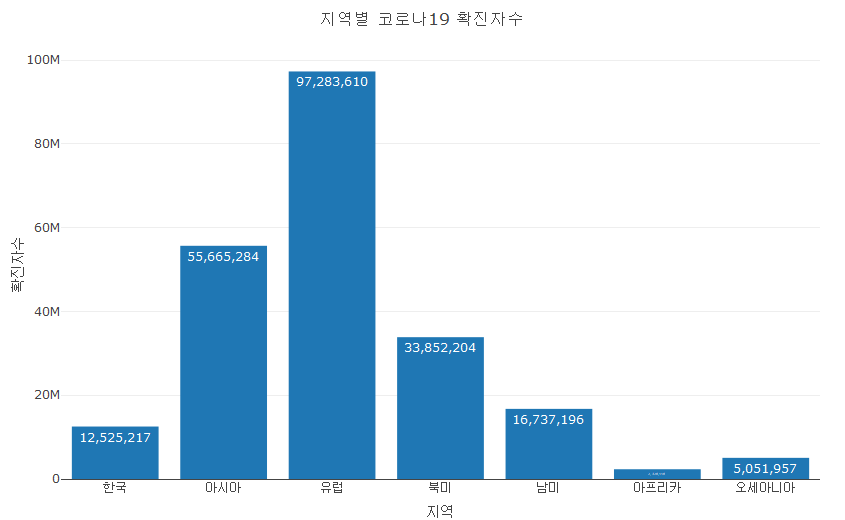 지역별 코로나19 확진자수
100M
80M
60M
40M
20M
0
확진자수
12,525,217
55,665,284
97,283,610
33,852,204
16,737,196
5,051,957
한국
아시아
유럽
북미
남미
아프리카
오세아니아
지역